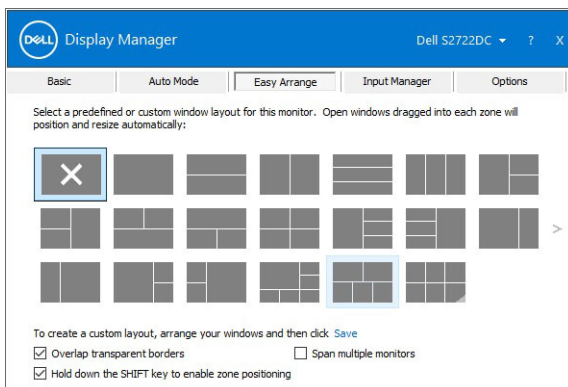 DELL Display Manager Dell S2722DC ? X
Basic Auto Mode Easy Arrange Input Manager Options
Select a predefined or custom window layout for this monitor. Open windows dragged into each zone will
position and resize automatically:
To create a custom layout, arrange your windows and then click Save
Overlap transparent borders Span multiple monitors
Hold down the SHIFT key to enable zone positioning